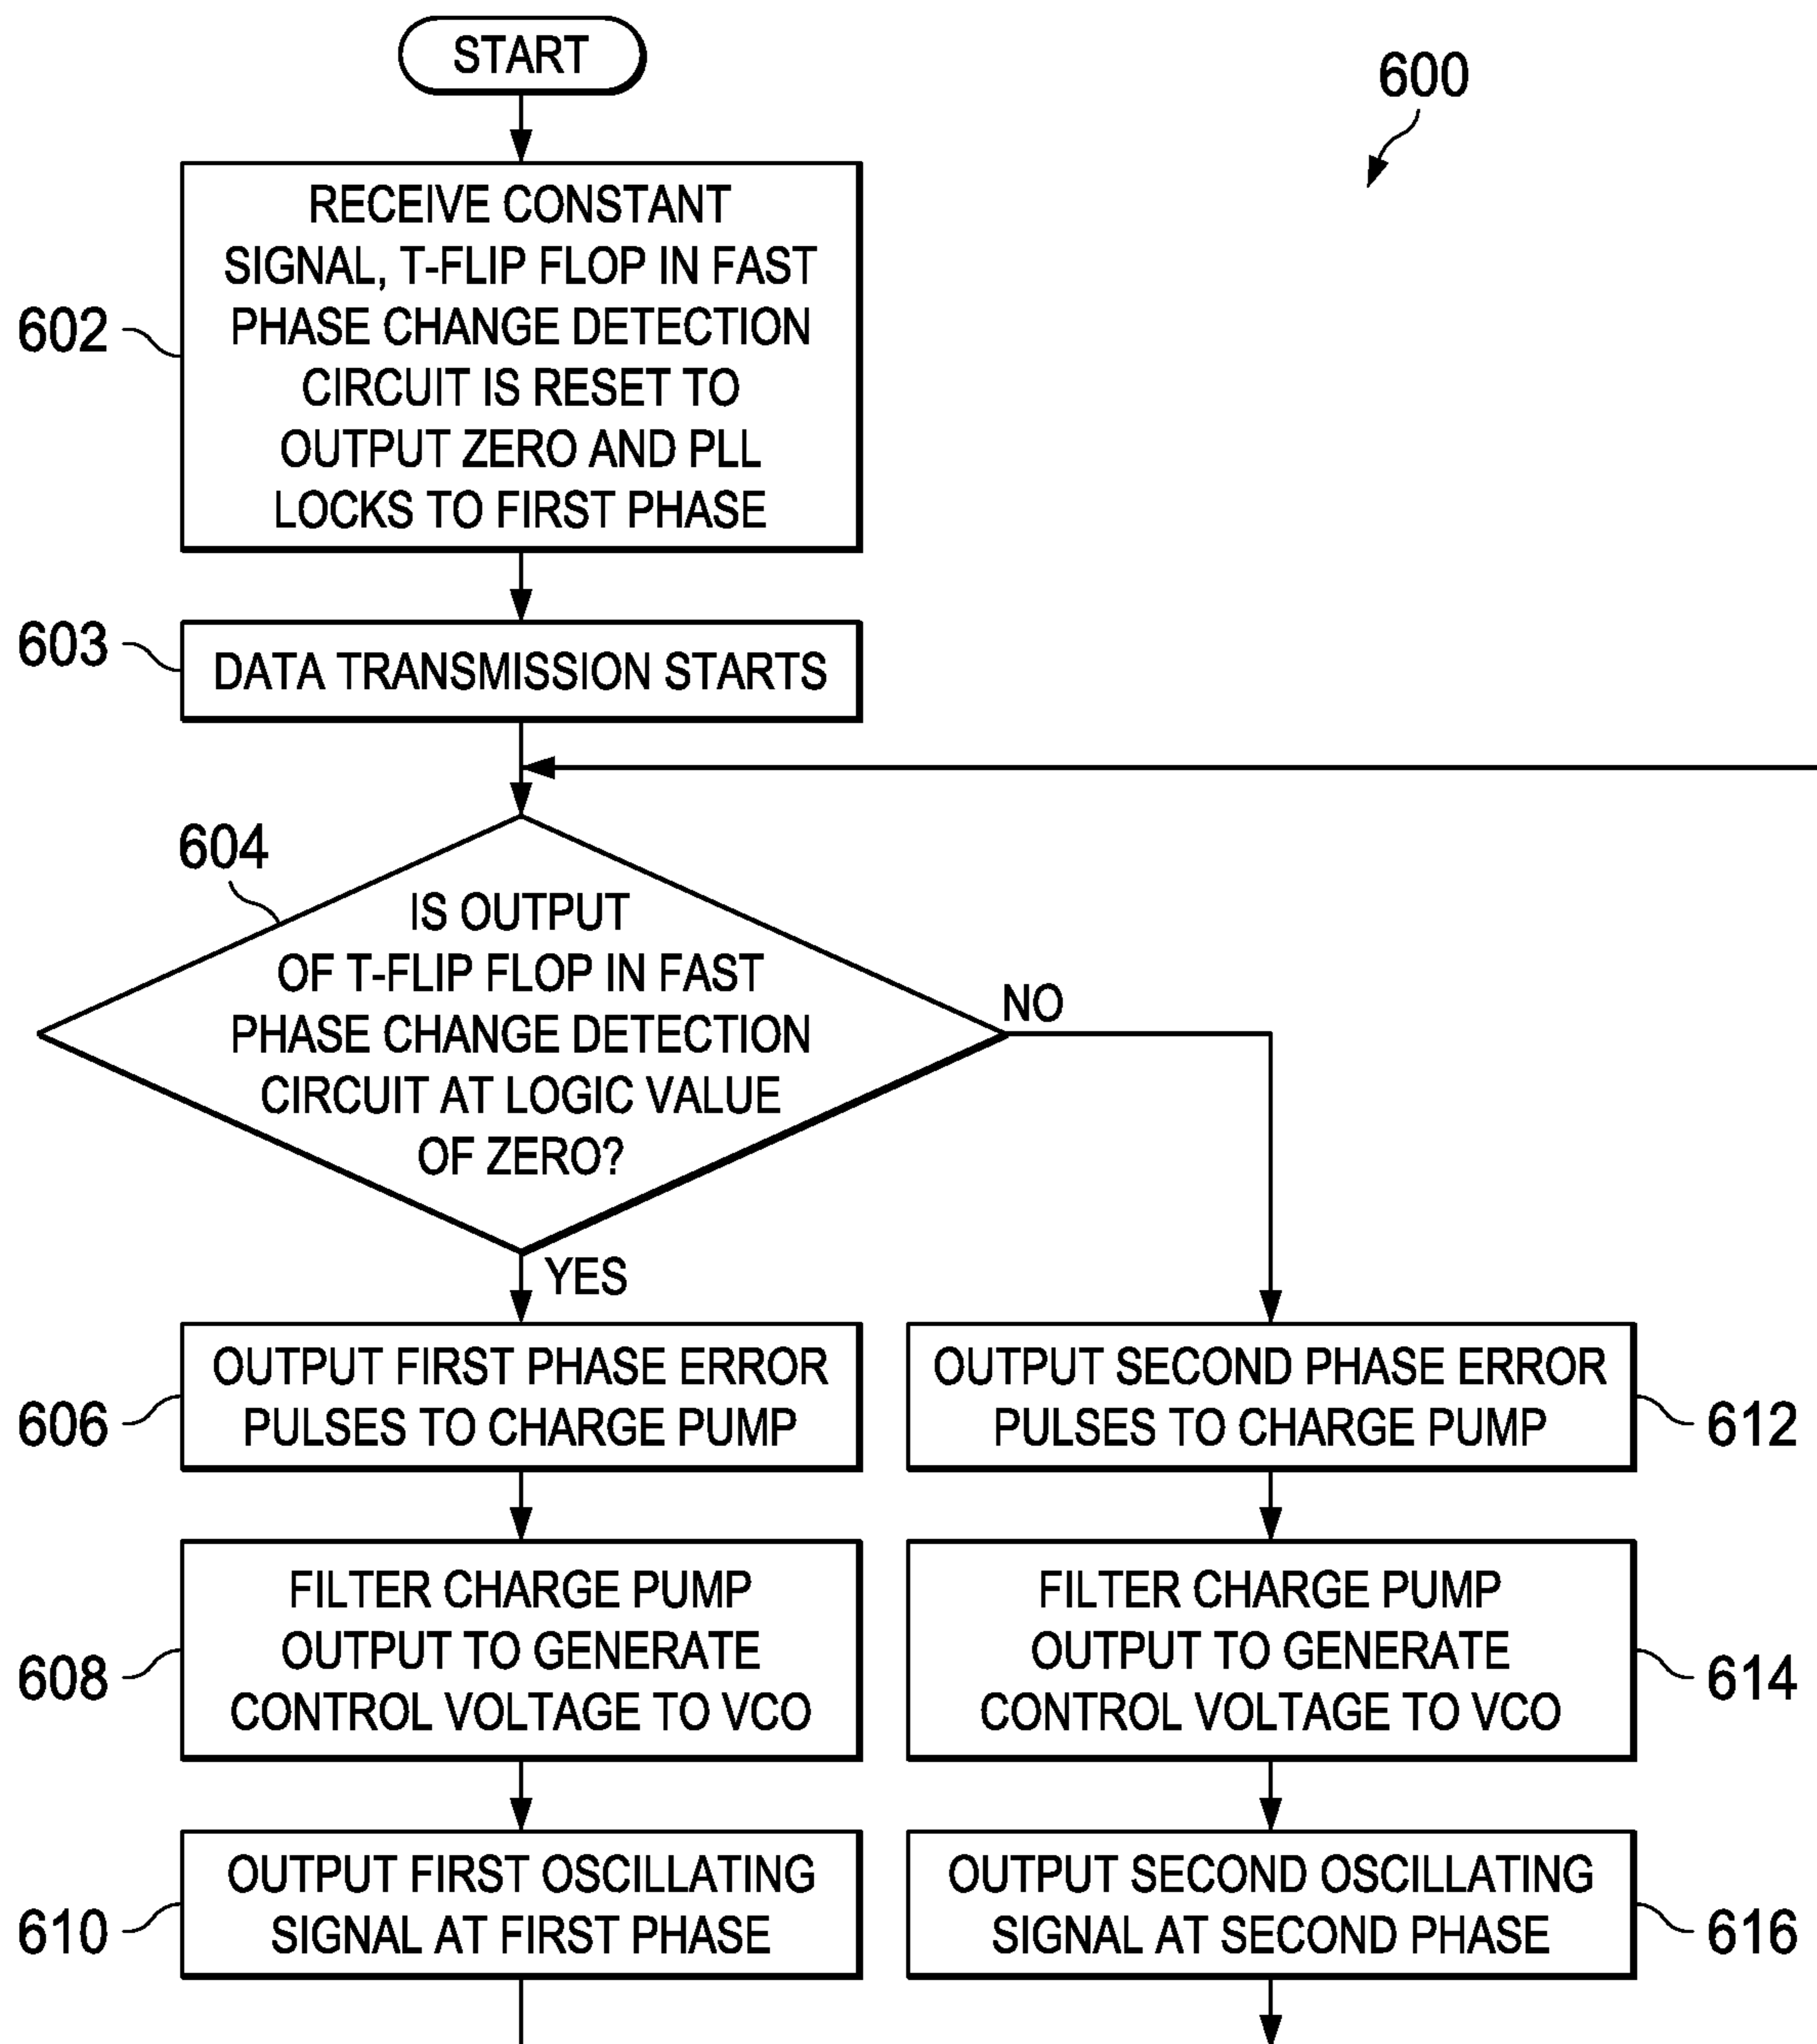 START
600
RECEIVE CONSTANT
SIGNAL, T-FLIP FLOP IN FAST
PHASE CHANGE DETECTION
CIRCUIT IS RESET TO
OUTPUT ZERO AND PLL
LOCKS TO FIRST PHASE
602
603
DATA TRANSMISSION STARTS
604
IS OUTPUT
OF T-FLIP FLOP IN FAST
PHASE CHANGE DETECTION
CIRCUIT AT LOGIC VALUE
OF ZERO?
NO
YES
OUTPUT FIRST PHASE ERROR
PULSES TO CHARGE PUMP
606
OUTPUT SECOND PHASE ERROR
PULSES TO CHARGE PUMP
612
FILTER CHARGE PUMP
OUTPUT TO GENERATE
CONTROL VOLTAGE TO VCO
608
FILTER CHARGE PUMP
OUTPUT TO GENERATE
CONTROL VOLTAGE TO VCO
614
OUTPUT FIRST OSCILLATING
SIGNAL AT FIRST PHASE
610
OUTPUT SECOND OSCILLATING
SIGNAL AT SECOND PHASE
616